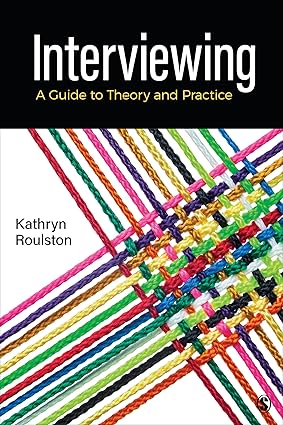 Interviewing
A Guide to Theory and Practice
Kathryn
Roulston